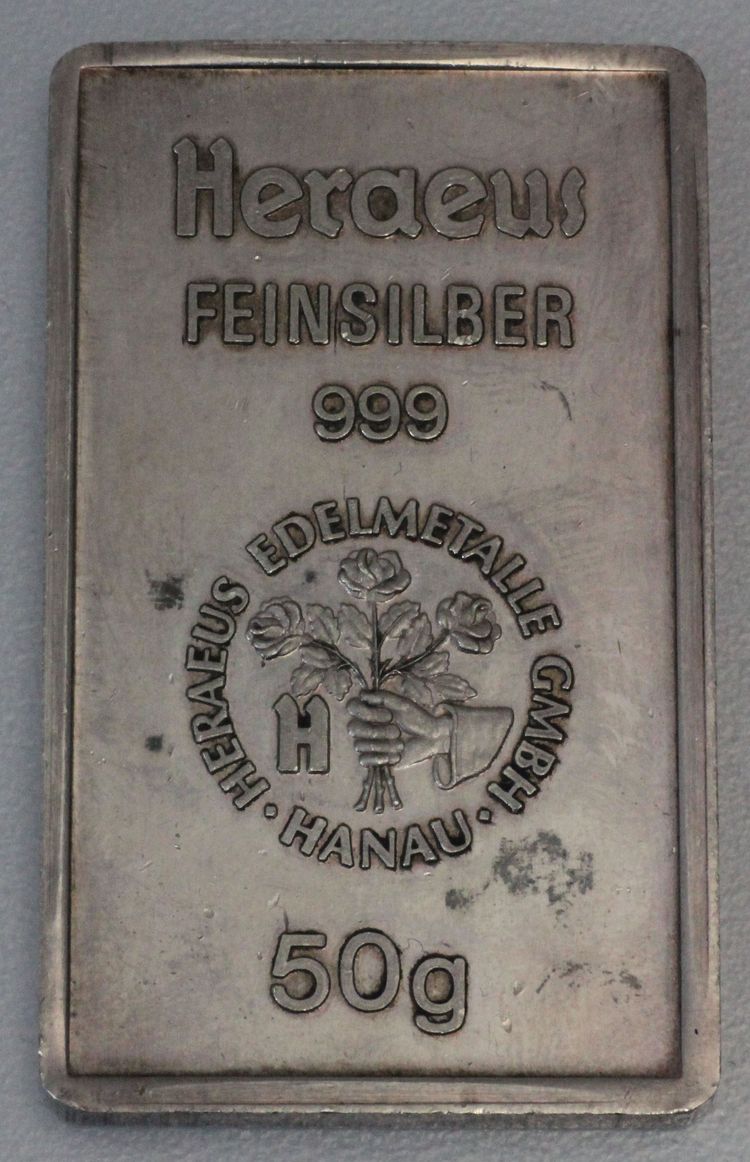 Heraeus
FEINSILBER
999
HERAEUS EDELMETALLE GMBH
· HANAU ·
H
50g